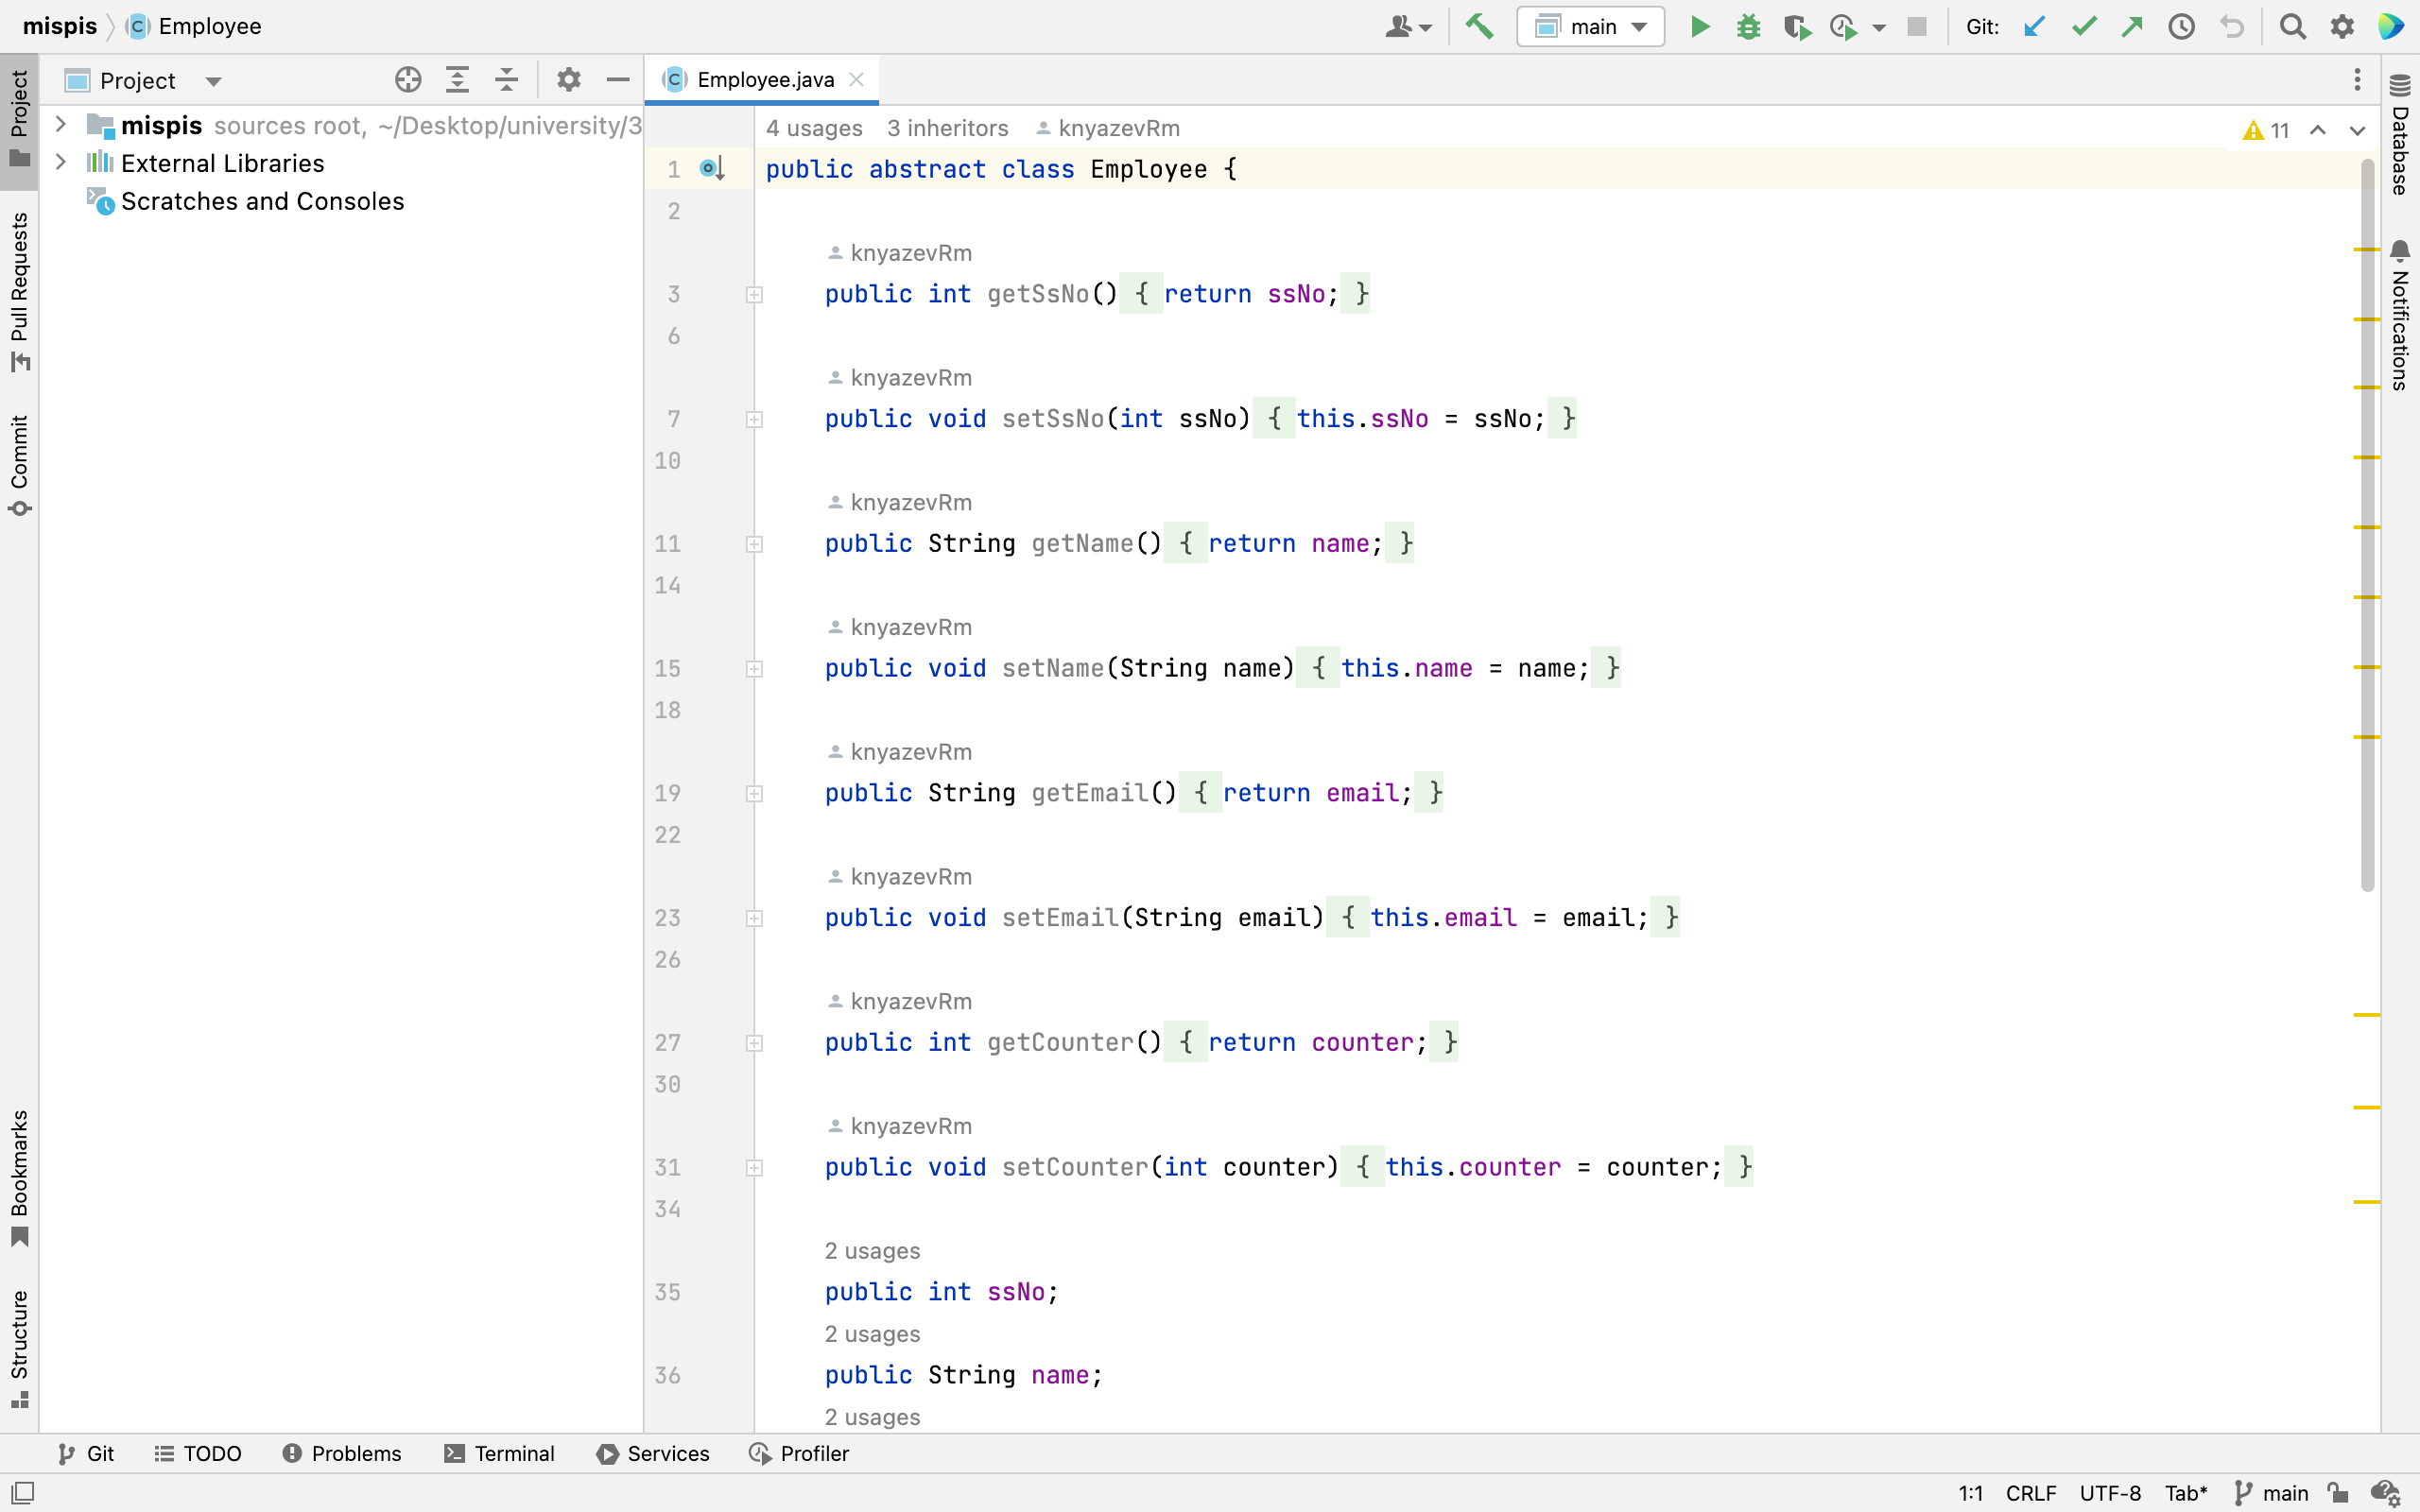 mispis Employee
main
Git:
Project
Employee.java
mispis sources root, ~/Desktop/university/3
External Libraries
Scratches and Consoles
Project
Pull Requests
Commit
Bookmarks
Structure
4 usages 3 inheritors knyazevRm
11
1 public abstract class Employee {
2
knyazevRm
3 public int getSsNo() { return ssNo; }
6
knyazevRm
7 public void setSsNo(int ssNo) { this.ssNo = ssNo; }
10
knyazevRm
11 public String getName() { return name; }
14
knyazevRm
15 public void setName(String name) { this.name = name; }
18
knyazevRm
19 public String getEmail() { return email; }
22
knyazevRm
23 public void setEmail(String email) { this.email = email; }
26
knyazevRm
27 public int getCounter() { return counter; }
30
knyazevRm
31 public void setCounter(int counter) { this.counter = counter; }
34
2 usages
35 public int ssNo;
2 usages
36 public String name;
2 usages
Database
Notifications
Git TODO Problems Terminal Services Profiler
1:1 CRLF UTF-8 Tab* main